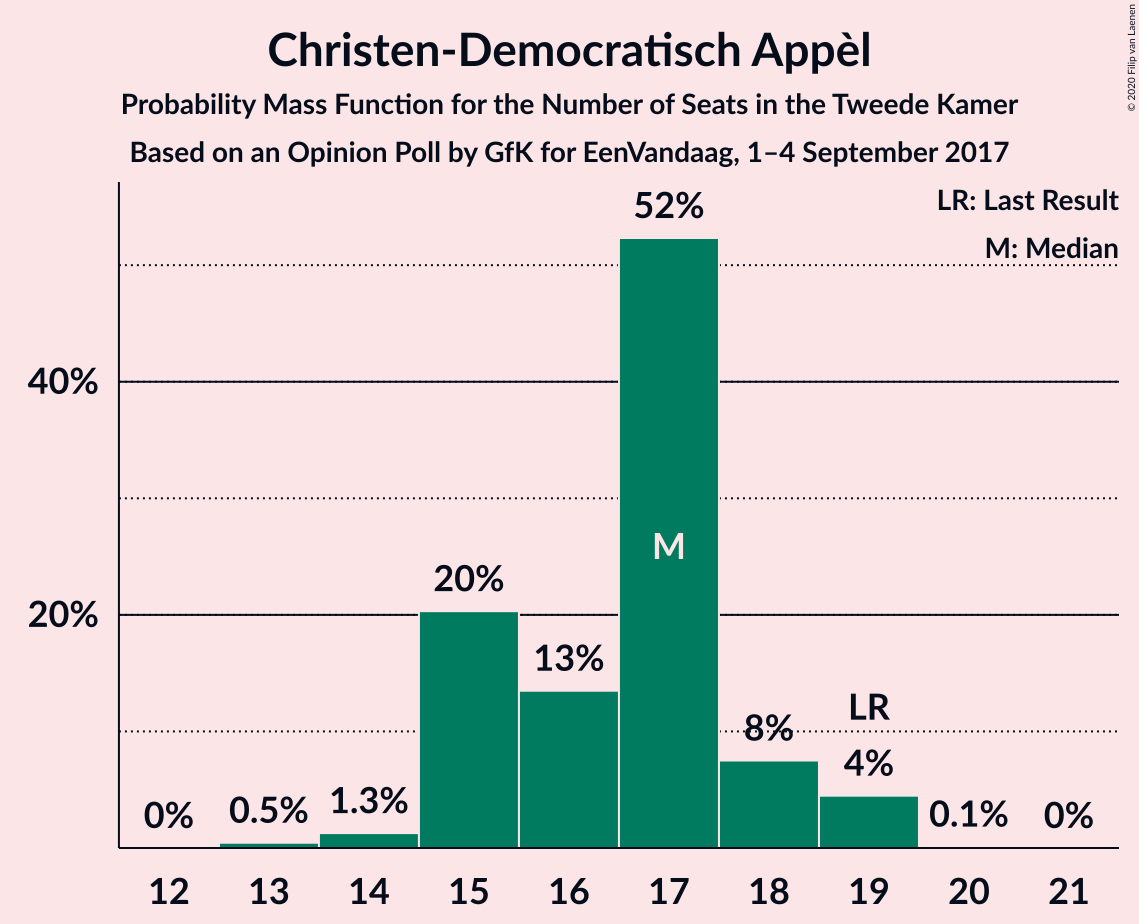 Christen-Democratisch Appèl
Probability Mass Function for the Number of Seats in the Tweede Kamer
Based on an Opinion Poll by GfK for EenVandaag, 1–4 September 2017
© 2020 Filip van Laenen
LR: Last Result
M: Median
52%
40%
M
20%
20%
13%
LR
8%
4%
1.3%
0.5%
0%
0.1%
0%
12 13 14 15 16 17 18 19 20 21